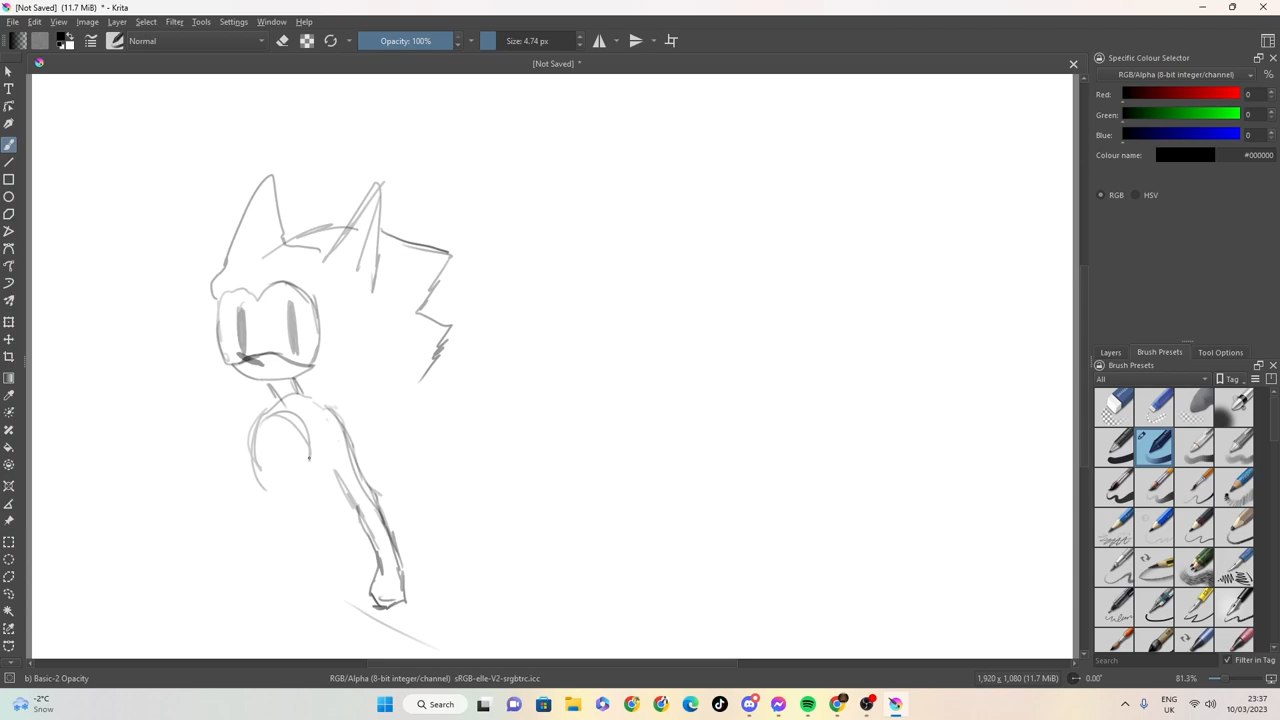 [Not Saved] (11.7 MiB) * - Krita
File Edit View Image Layer Select Filter Tools Settings Window Help
Normal Opacity: 100% Size: 4.74 px
[Not Saved] *
Specific Colour Selector
RGB/Alpha (8-bit integer/channel) %
Red: 0
Green: 0
Blue: 0
Colour name: #000000
RGB HSV
Layers Brush Presets Tool Options
Brush Presets
All Tag
Search Filter in Tag
b) Basic-2 Opacity RGB/Alpha (8-bit integer/channel) sRGB-elle-V2-srgbtrc.icc 1,920 x 1,080 (11.7 MiB) 0.00° 81.3%
-2°C
Snow
Search
ENG
UK
23:37
10/03/2023